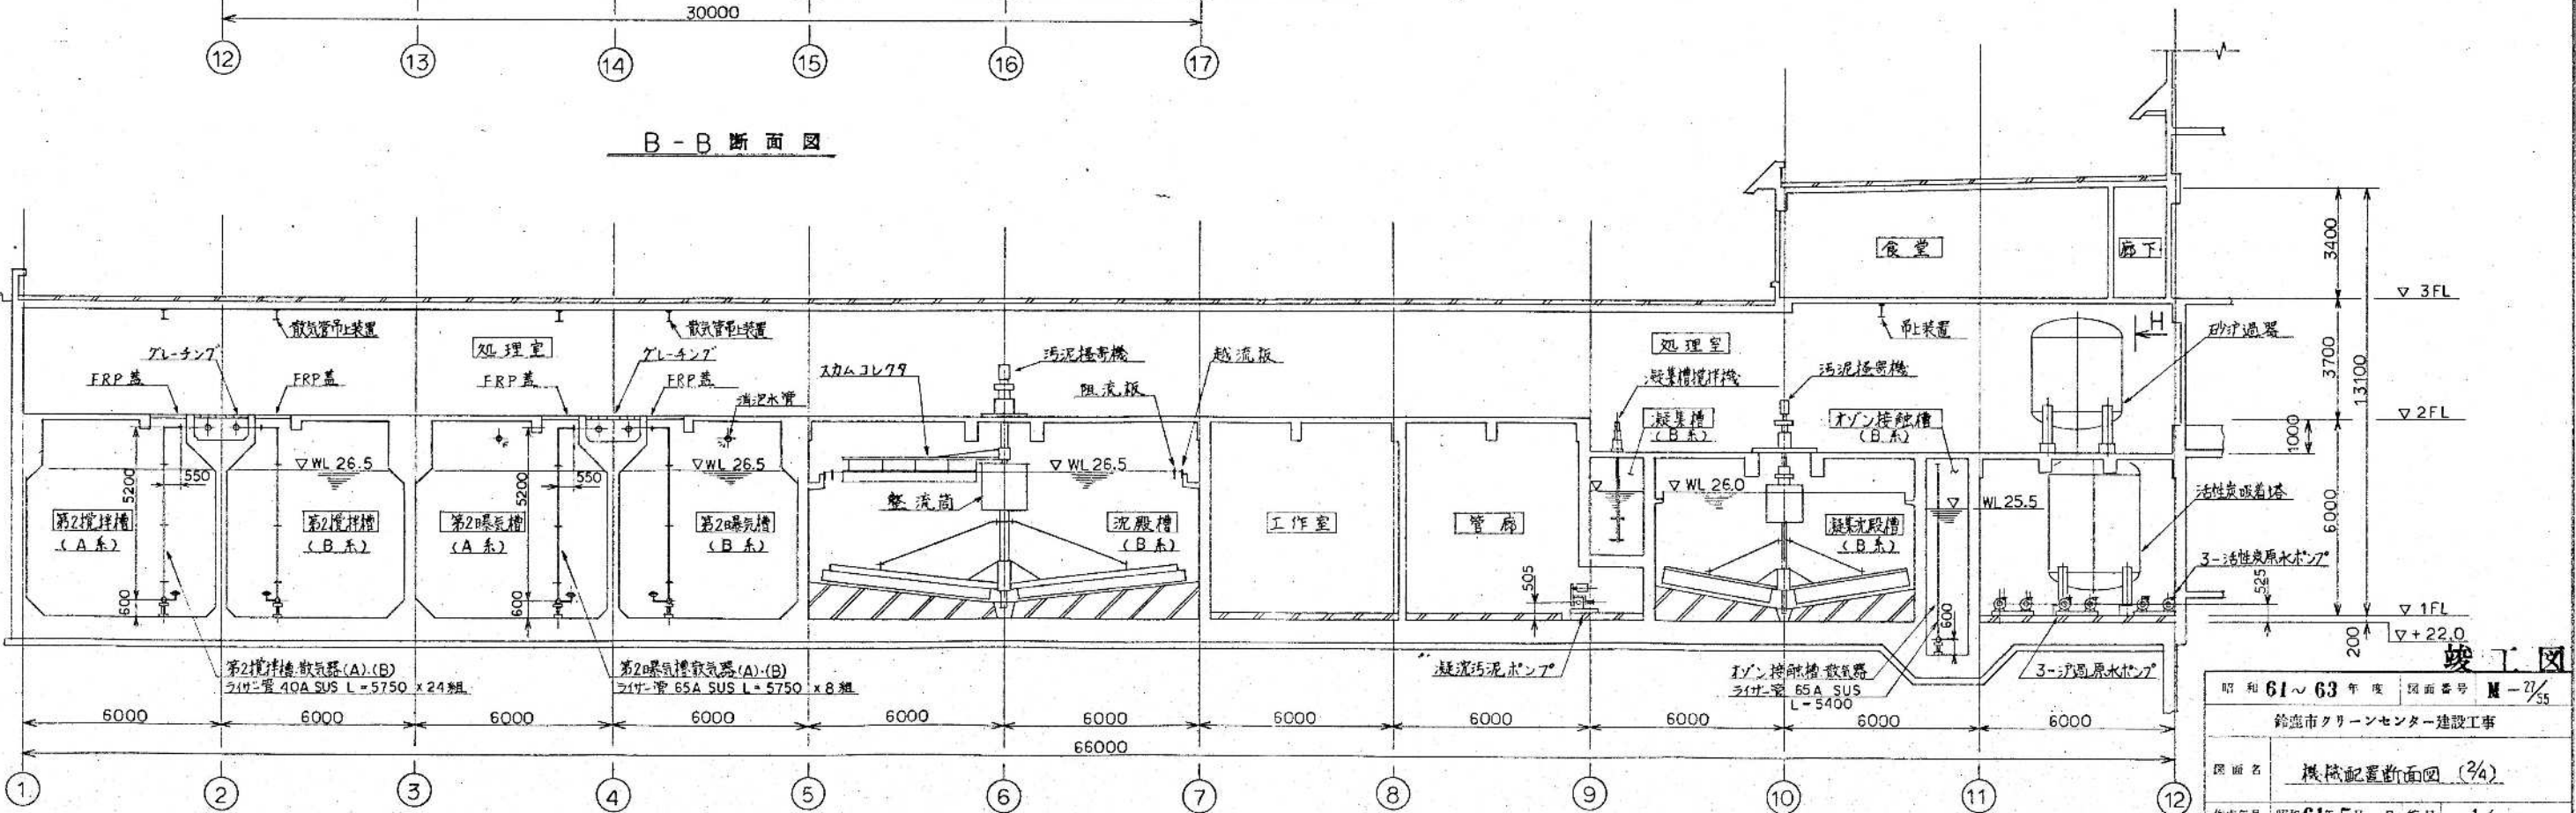 30000
12 13 14 15 16 17
B-B 断面図
食堂
廊下
3400
▽ 3FL
散気管吊上装置
散気管吊上装置
吊上装置
H
砂沪過器
処理室
処理室
3700
13100
グレーチング
グレーチング
スカムコレクタ
汚泥掻寄機
越流板
FRP蓋
FRP蓋
FRP蓋
FRP蓋
阻流板
凝集槽撹拌機
汚泥掻寄機
消泡水管
▽ 2FL
凝集槽
(B系)
オゾン接触槽
(B系)
1000
▽ WL 26.5
▽ WL 26.5
▽ WL 26.5
▽ WL 26.0
WL 25.5
5200
550
5200
550
整流筒
活性炭吸着塔
6000
第2撹拌槽
(A系)
第2撹拌槽
(B系)
第2曝気槽
(A系)
第2曝気槽
(B系)
沈殿槽
(B系)
工作室
管廊
凝集沈殿槽
(B系)
3-活性炭原水ポンプ
600
600
505
600
525
▽ 1FL
200
▽+22.0
第2撹拌槽散気器(A).(B)
ライザー管 40A SUS L=5750 x 24組
第2曝気槽散気器(A)・(B)
ライザー管 65A SUS L=5750 x 8組
凝沈汚泥ポンプ
オゾン接触槽散気器
ライザー管 65A SUS
L=5400
3-沪過原水ポンプ
6000 6000 6000 6000 6000 6000 6000 6000 6000 6000 6000
66000
1 2 3 4 5 6 7 8 9 10 11 12
竣工図
昭和 61~63 年度 図面番号 M-27/55
鈴鹿市クリーンセンター建設工事
図面名 機械配置断面図 (2/4)